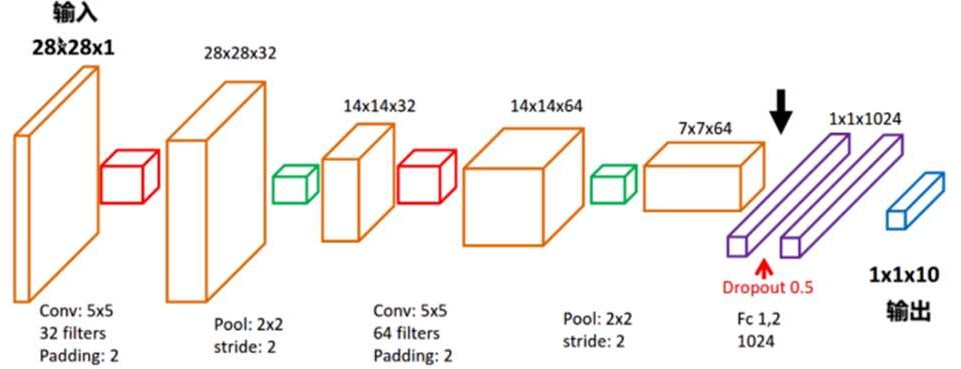 输入
28x28x1
28x28x32
14x14x32
14x14x64
7x7x64
1x1x1024
Conv: 5x5
32 filters
Padding: 2
Pool: 2x2
stride: 2
Conv: 5x5
64 filters
Padding: 2
Pool: 2x2
stride: 2
Dropout 0.5
Fc 1,2
1024
1x1x10
输出